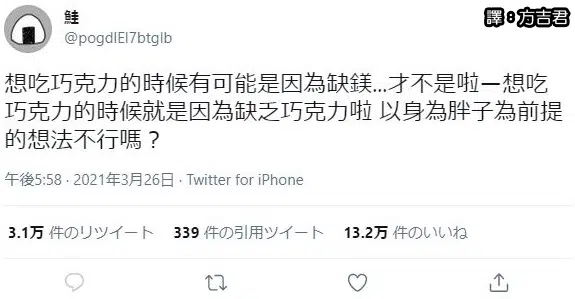 譯:方吉君
鮭
@pogdlEl7btglb
想吃巧克力的時候有可能是因為缺鎂...才不是啦—想吃
巧克力的時候就是因為缺乏巧克力啦 以身為胖子為前提
的想法不行嗎？
午後5:58 · 2021年3月26日 · Twitter for iPhone
3.1万 件のリツイート 339 件の引用ツイート 13.2万 件のいいね